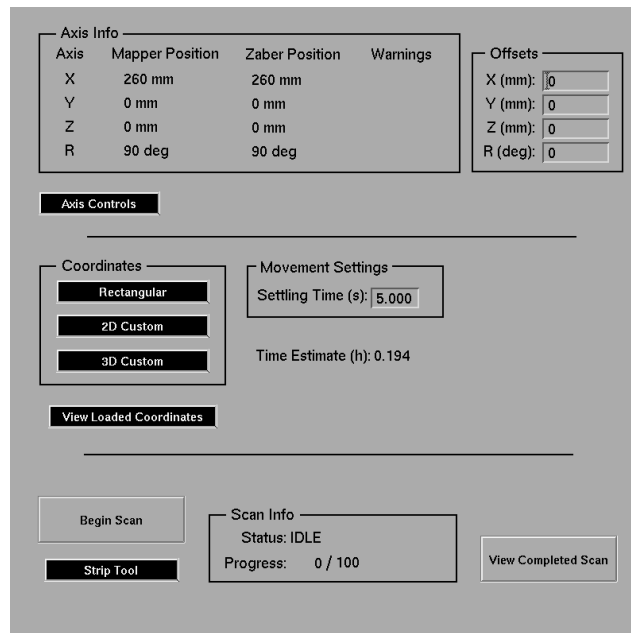 Axis Info
Axis Mapper Position Zaber Position Warnings
X 260 mm 260 mm
Y 0 mm 0 mm
Z 0 mm 0 mm
R 90 deg 90 deg
Offsets
X (mm): 0
Y (mm): 0
Z (mm): 0
R (deg): 0
Axis Controls
Coordinates
Rectangular
2D Custom
3D Custom
Movement Settings
Settling Time (s): 5.000
Time Estimate (h): 0.194
View Loaded Coordinates
Begin Scan
Strip Tool
Scan Info
Status: IDLE
Progress: 0 / 100
View Completed Scan